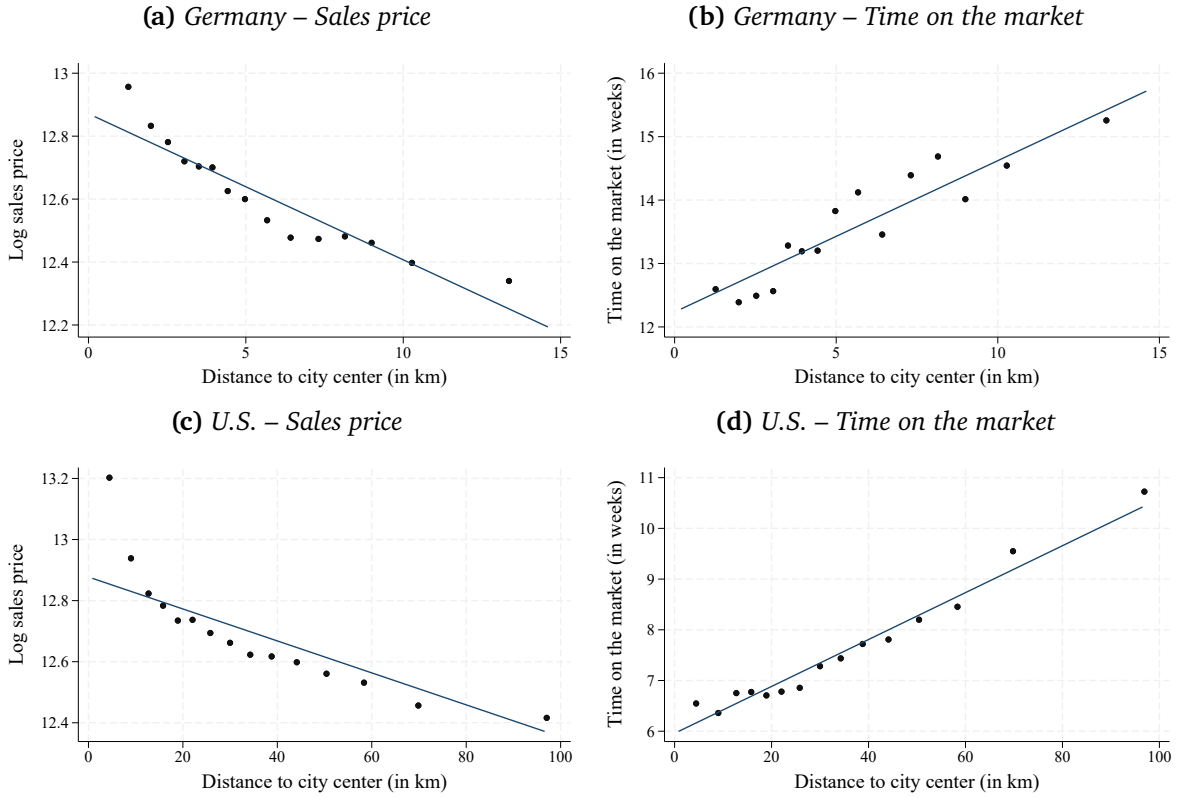 (a) Germany – Sales price
13
12.8
12.6
12.4
12.2
Log sales price
0 5 10 15
Distance to city center (in km)
(b) Germany – Time on the market
16
15
14
13
12
Time on the market (in weeks)
0 5 10 15
Distance to city center (in km)
(c) U.S. – Sales price
13.2
13
12.8
12.6
12.4
Log sales price
0 20 40 60 80 100
Distance to city center (in km)
(d) U.S. – Time on the market
11
10
9
8
7
6
Time on the market (in weeks)
0 20 40 60 80 100
Distance to city center (in km)